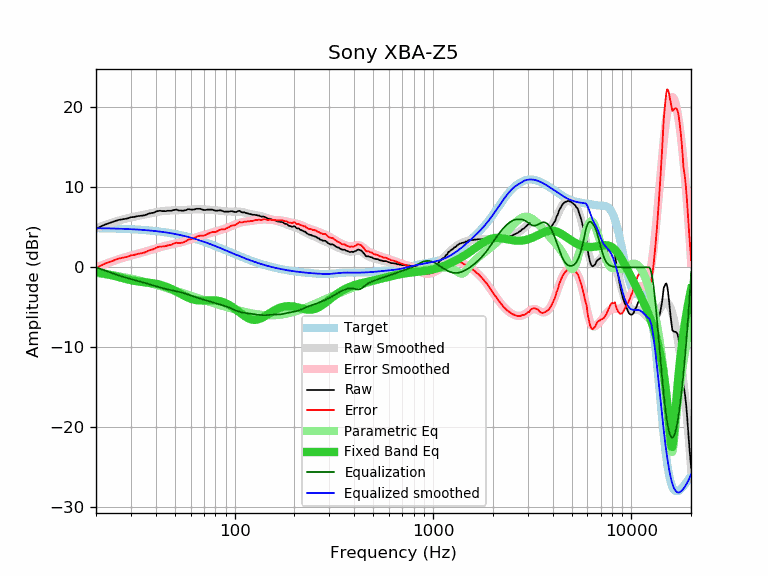 Sony XBA-Z5
20
10
0
−10
−20
−30
Amplitude (dBr)
Target
Raw Smoothed
Error Smoothed
Raw
Error
Parametric Eq
Fixed Band Eq
Equalization
Equalized smoothed
100
1000
10000
Frequency (Hz)